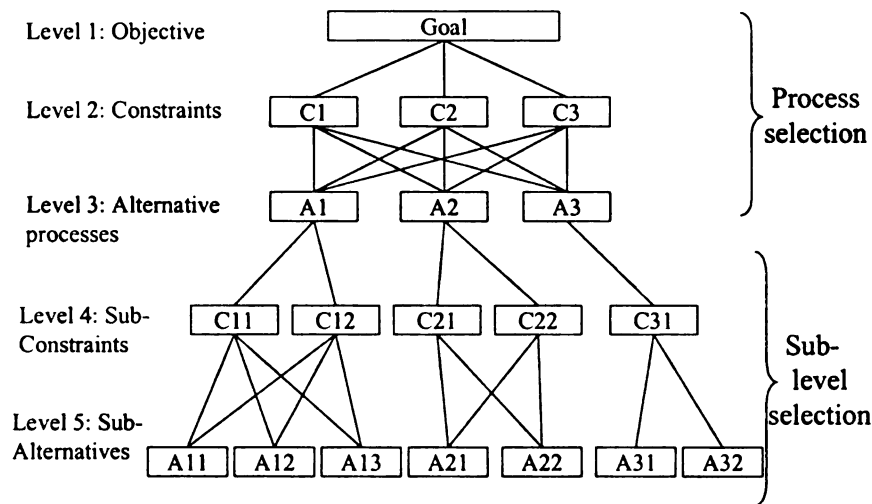 Level 1: Objective
Goal
Level 2: Constraints
C1
C2
C3
Process
selection
Level 3: Alternative
processes
A1
A2
A3
Level 4: Sub-
Constraints
C11
C12
C21
C22
C31
Sub-
level
selection
Level 5: Sub-
Alternatives
A11
A12
A13
A21
A22
A31
A32